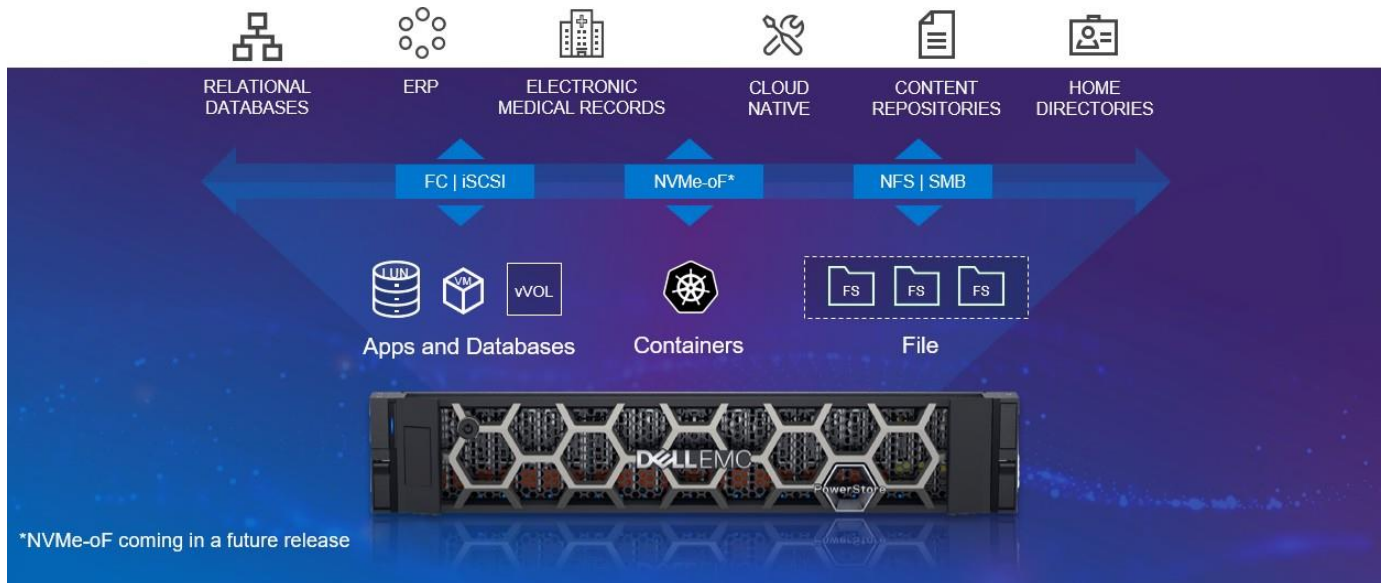 RELATIONAL
DATABASES
ERP
ELECTRONIC
MEDICAL RECORDS
CLOUD
NATIVE
CONTENT
REPOSITORIES
HOME
DIRECTORIES
FC | iSCSI
NVMe-oF*
NFS | SMB
LUN
VM
vVOL
FS
FS
FS
Apps and Databases
Containers
File
DELLEMC
PowerStore
*NVMe-oF coming in a future release